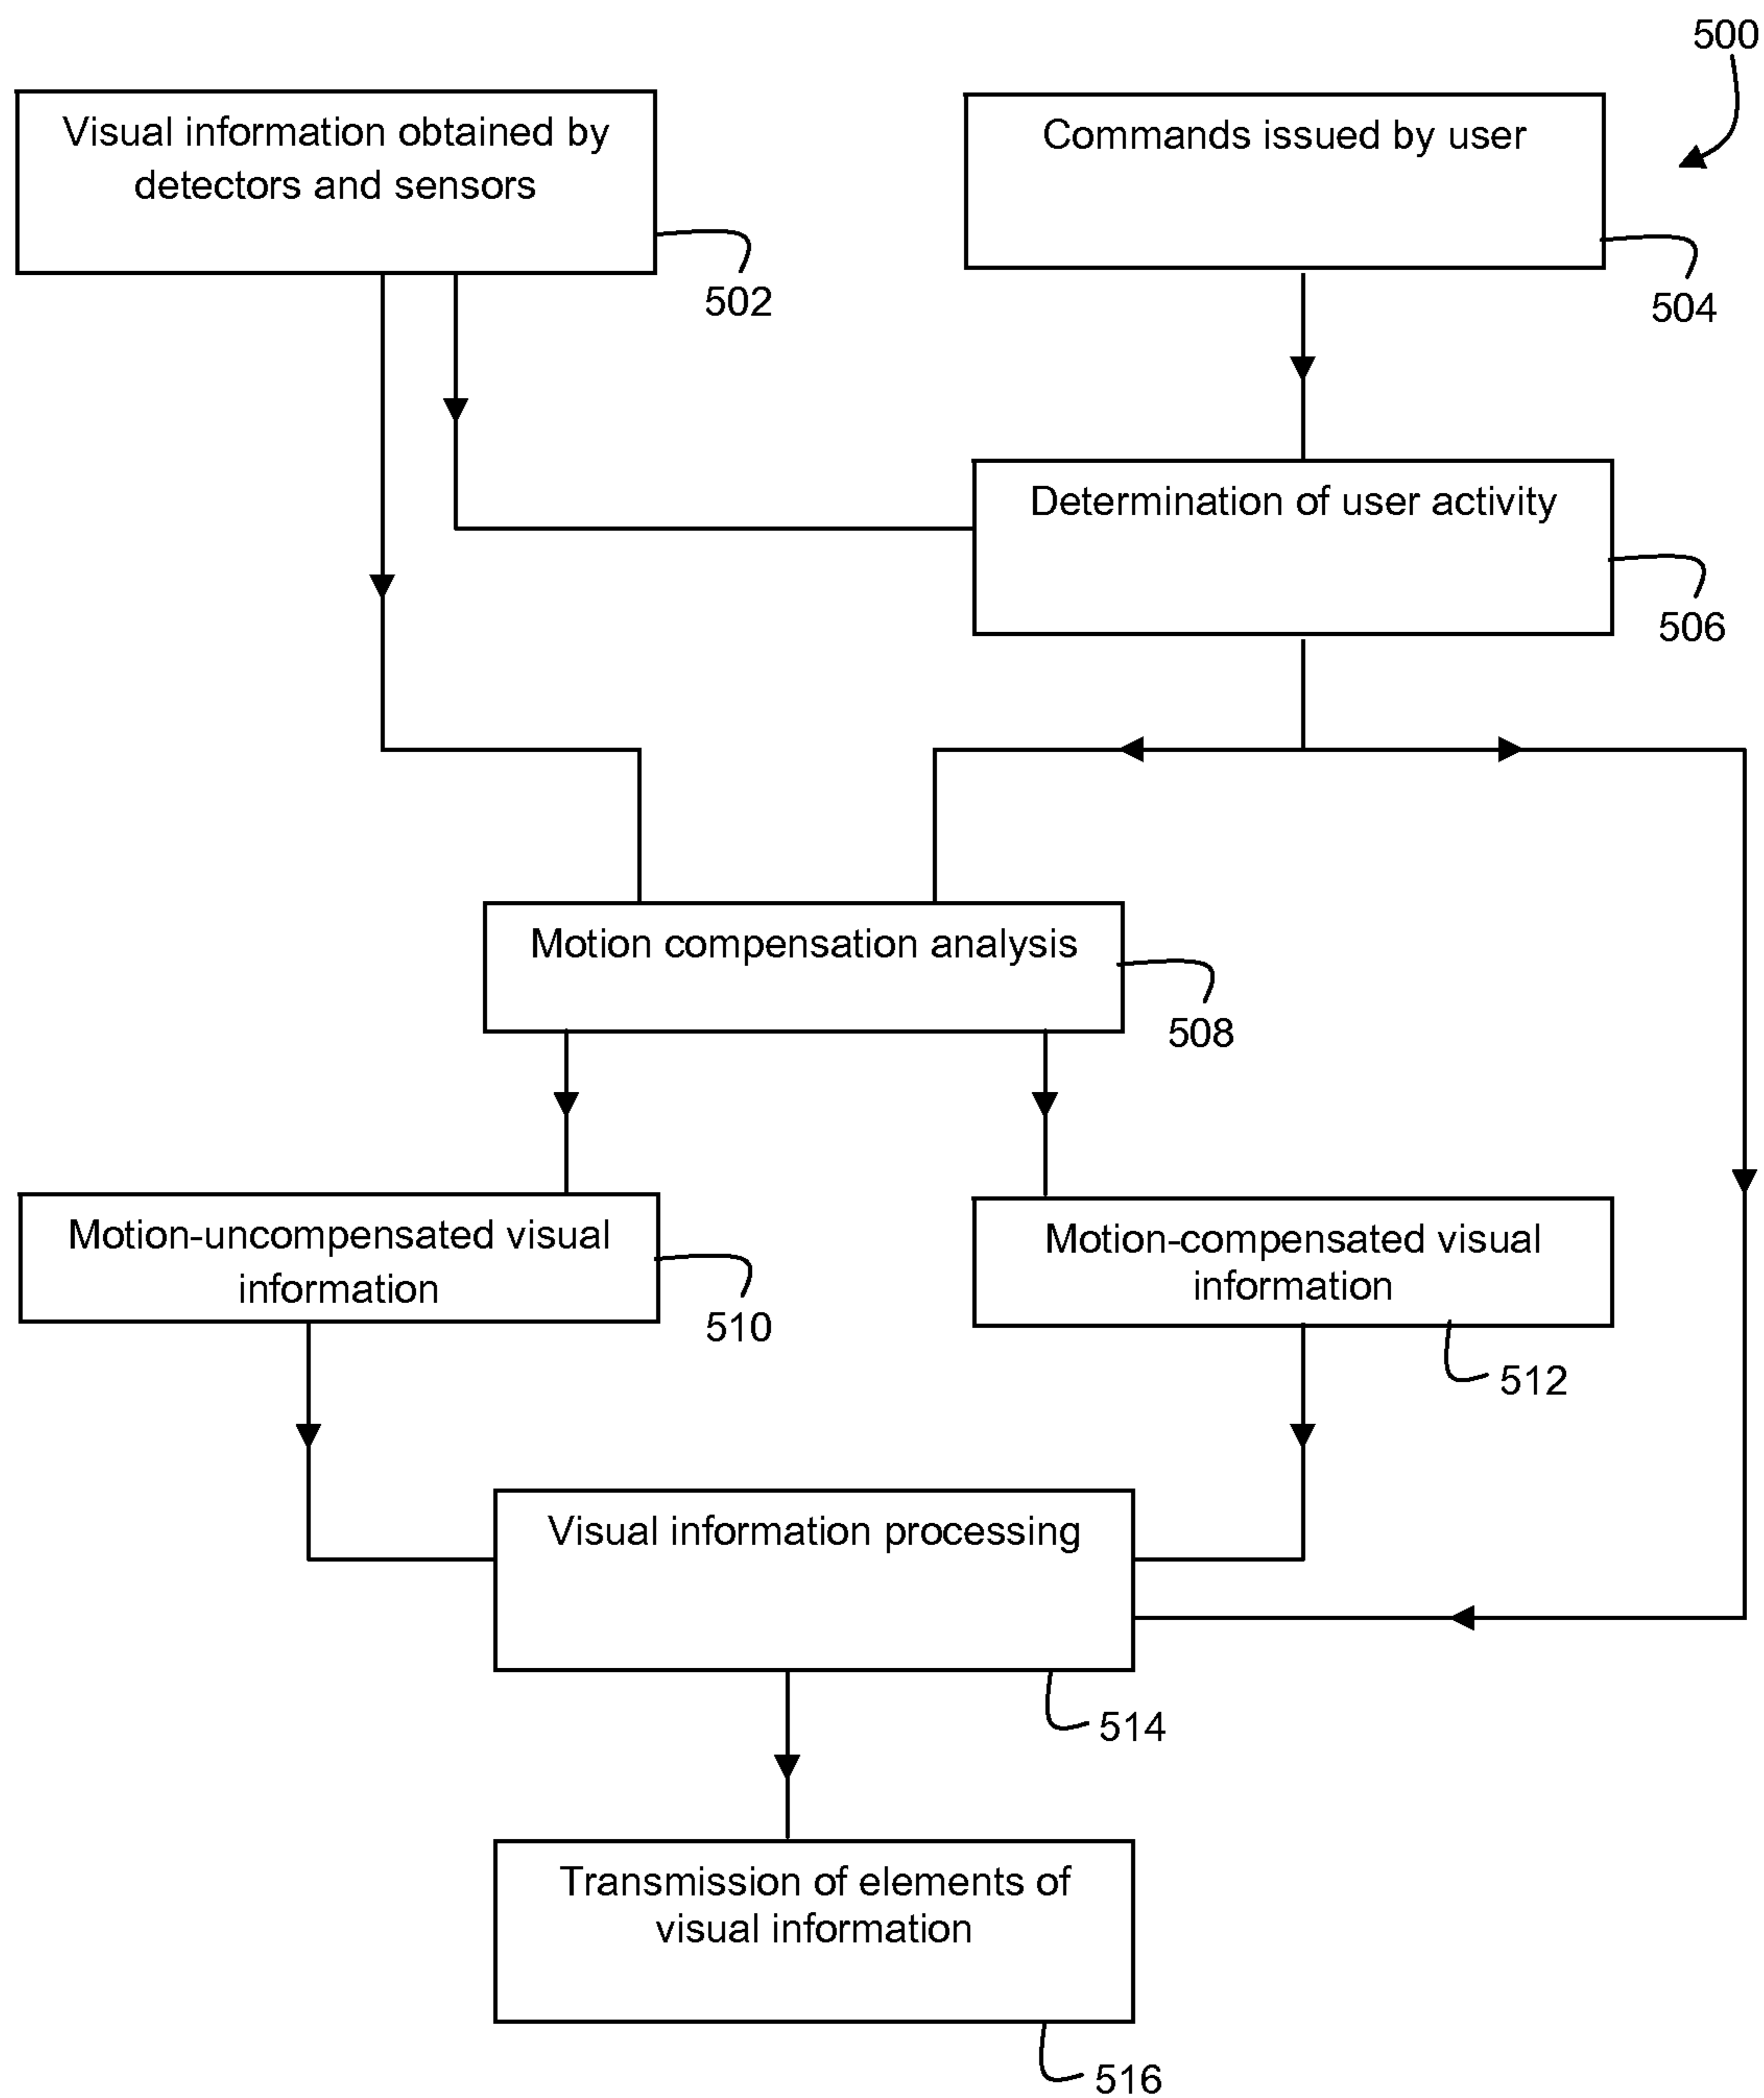 500
Visual information obtained by
detectors and sensors
502
Commands issued by user
504
Determination of user activity
506
Motion compensation analysis
508
Motion-uncompensated visual
information
510
Motion-compensated visual
information
512
Visual information processing
514
Transmission of elements of
visual information
516